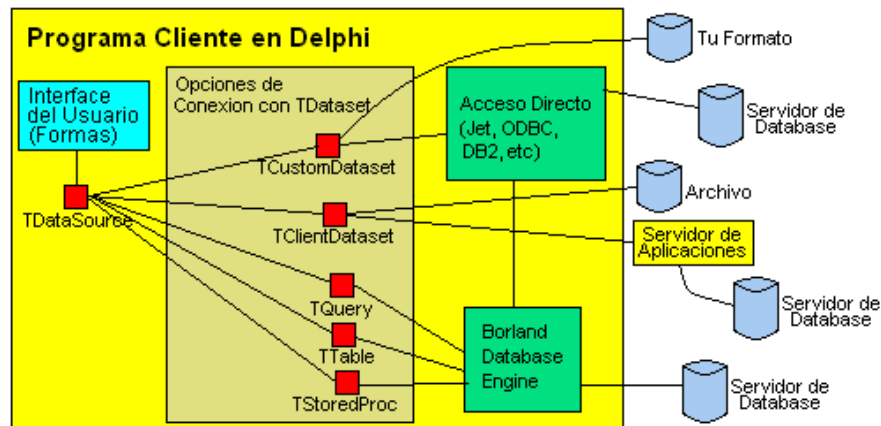 Programa Cliente en Delphi
Interface
del Usuario
(Formas)
TDataSource
Opciones de
Conexion con TDataset
TCustomDataset
TClientDataset
TQuery
TTable
TStoredProc
Acceso Directo
(Jet, ODBC,
DB2, etc)
Borland
Database
Engine
Tu Formato
Servidor de
Database
Archivo
Servidor de
Aplicaciones
Servidor de
Database
Servidor de
Database